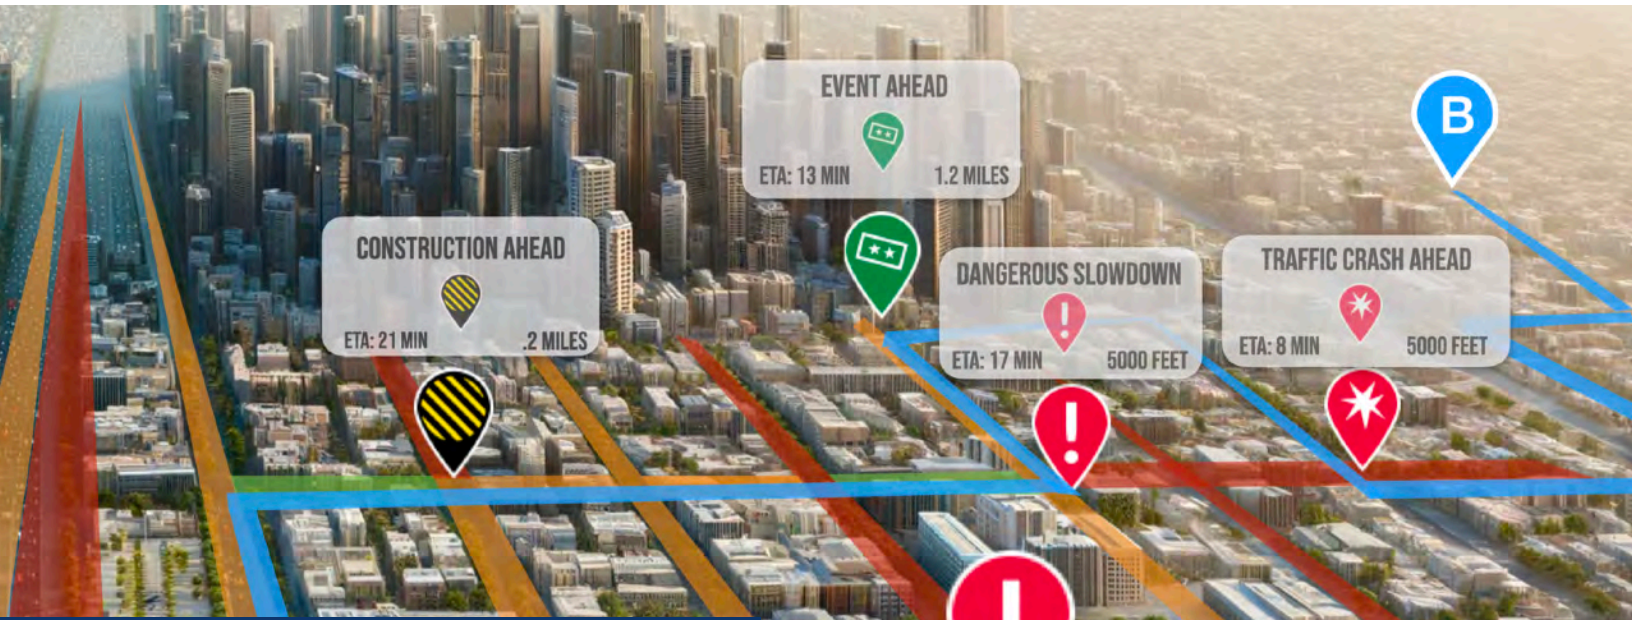 EVENT AHEAD
ETA: 13 MIN 1.2 MILES
B
CONSTRUCTION AHEAD
ETA: 21 MIN .2 MILES
DANGEROUS SLOWDOWN
!
ETA: 17 MIN 5000 FEET
TRAFFIC CRASH AHEAD
ETA: 8 MIN 5000 FEET
!